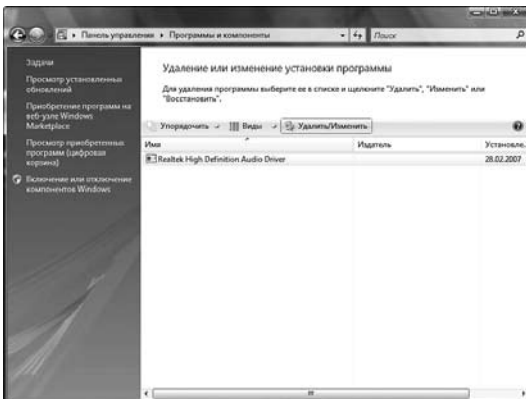 Панель управления ▸ Программы и компоненты
Поиск
Задачи
Просмотр установленных
обновлений
Приобретение программ на
веб-узле Windows
Marketplace
Просмотр приобретенных
программ (цифровая
корзина)
Включение или отключение
компонентов Windows
Удаление или изменение установки программы
Для удаления программы выберите ее в списке и щелкните "Удалить", "Изменить" или
"Восстановить".
Упорядочить
Виды
Удалить/Изменить
Имя
Издатель
Установле...
Realtek High Definition Audio Driver
28.02.2007